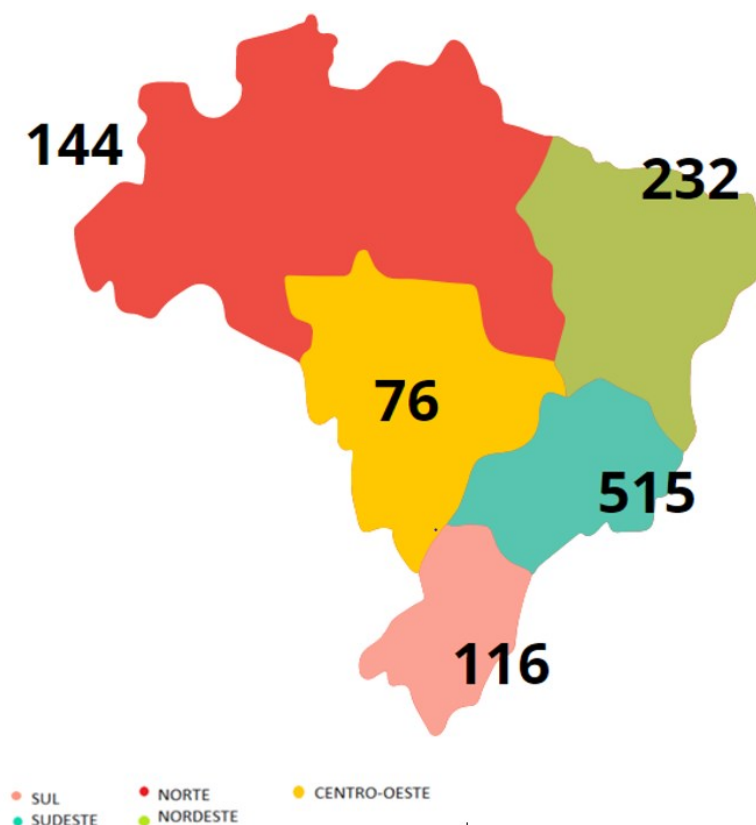 144
232
76
515
116
SUL
NORTE
CENTRO-OESTE
SUDESTE
NORDESTE